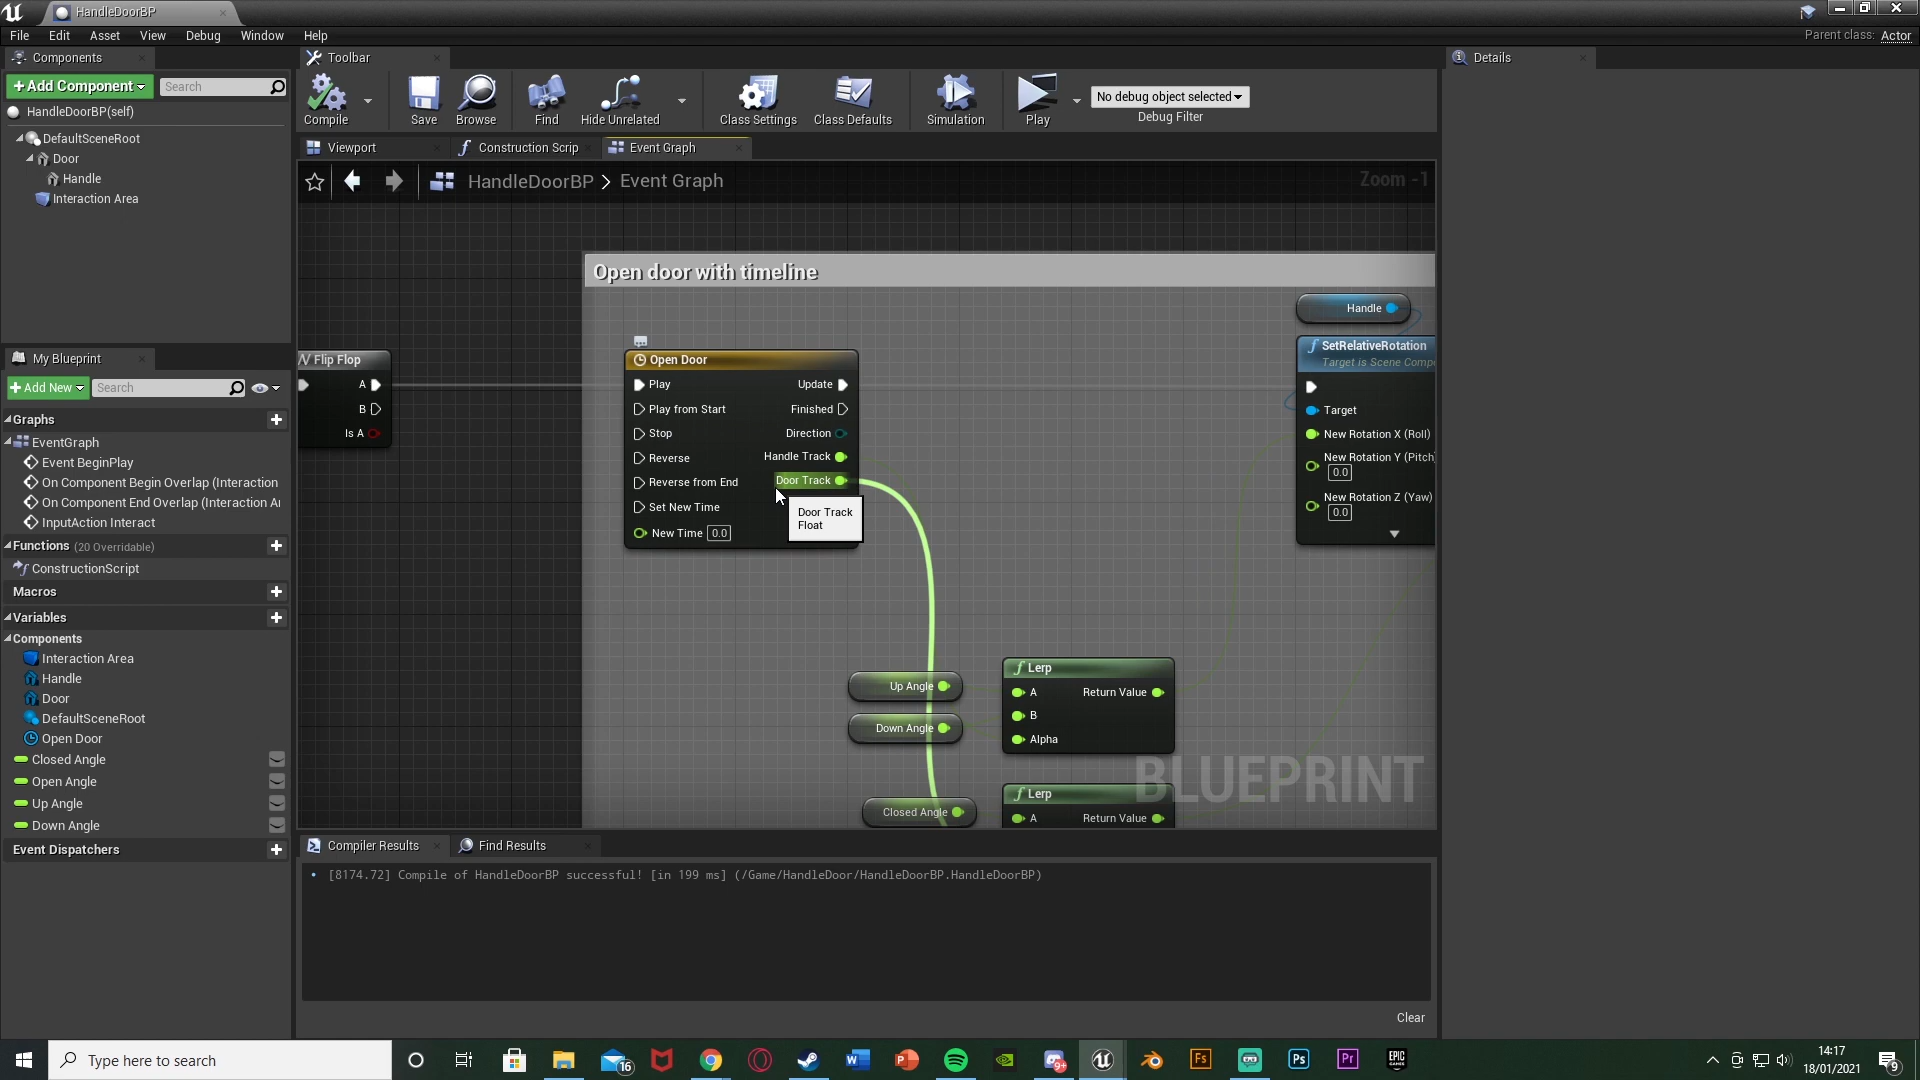 HandleDoorBP
File Edit Asset View Debug Window Help
Parent class: Actor
Components
Toolbar
Details
+Add Component
Search
HandleDoorBP(self)
DefaultSceneRoot
Door
Handle
Interaction Area
Compile
Save
Browse
Find
Hide Unrelated
Class Settings
Class Defaults
Simulation
Play
No debug object selected
Debug Filter
Viewport
Construction Scrip
Event Graph
HandleDoorBP > Event Graph
Zoom -1
Open door with timeline
Flip Flop
A
B
Is A
Open Door
Play
Update
Play from Start
Finished
Stop
Direction
Reverse
Handle Track
Reverse from End
Door Track
Set New Time
New Time 0.0
Door Track
Float
Handle
SetRelativeRotation
Target is Scene Comp
Target
New Rotation X (Roll)
New Rotation Y (Pitch
0.0
New Rotation Z (Yaw)
0.0
Up Angle
Down Angle
Closed Angle
Lerp
A
Return Value
B
Alpha
Lerp
A
Return Value
BLUEPRINT
My Blueprint
+Add New
Search
Graphs
EventGraph
Event BeginPlay
On Component Begin Overlap (Interaction
On Component End Overlap (Interaction Ar
InputAction Interact
Functions (20 Overridable)
ConstructionScript
Macros
Variables
Components
Interaction Area
Handle
Door
DefaultSceneRoot
Open Door
Closed Angle
Open Angle
Up Angle
Down Angle
Event Dispatchers
Compiler Results
Find Results
[8174.72] Compile of HandleDoorBP successful! [in 199 ms] (/Game/HandleDoor/HandleDoorBP.HandleDoorBP)
Clear
Type here to search
16
9+
Fs
Ps
Pr
EPIC
GAMES
14:17
18/01/2021
9